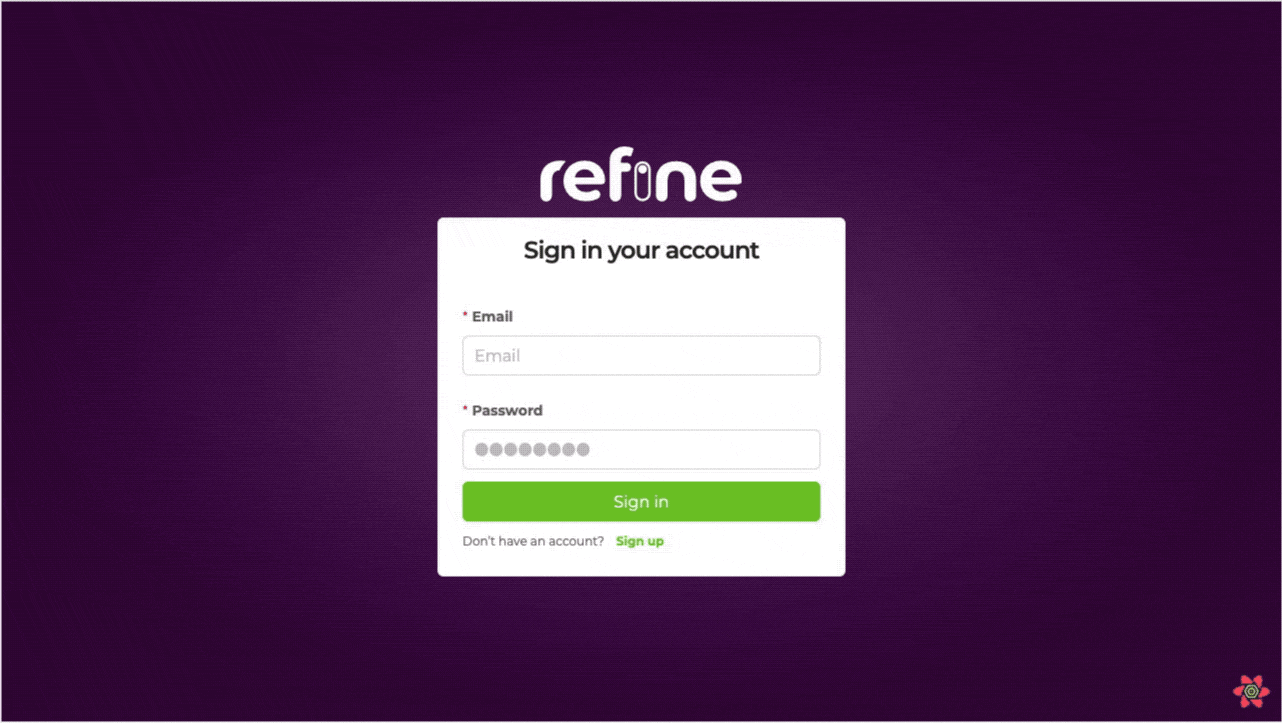 refine
Sign in your account
* Email
Email
* Password
●●●●●●●●
Sign in
Don't have an account? Sign up